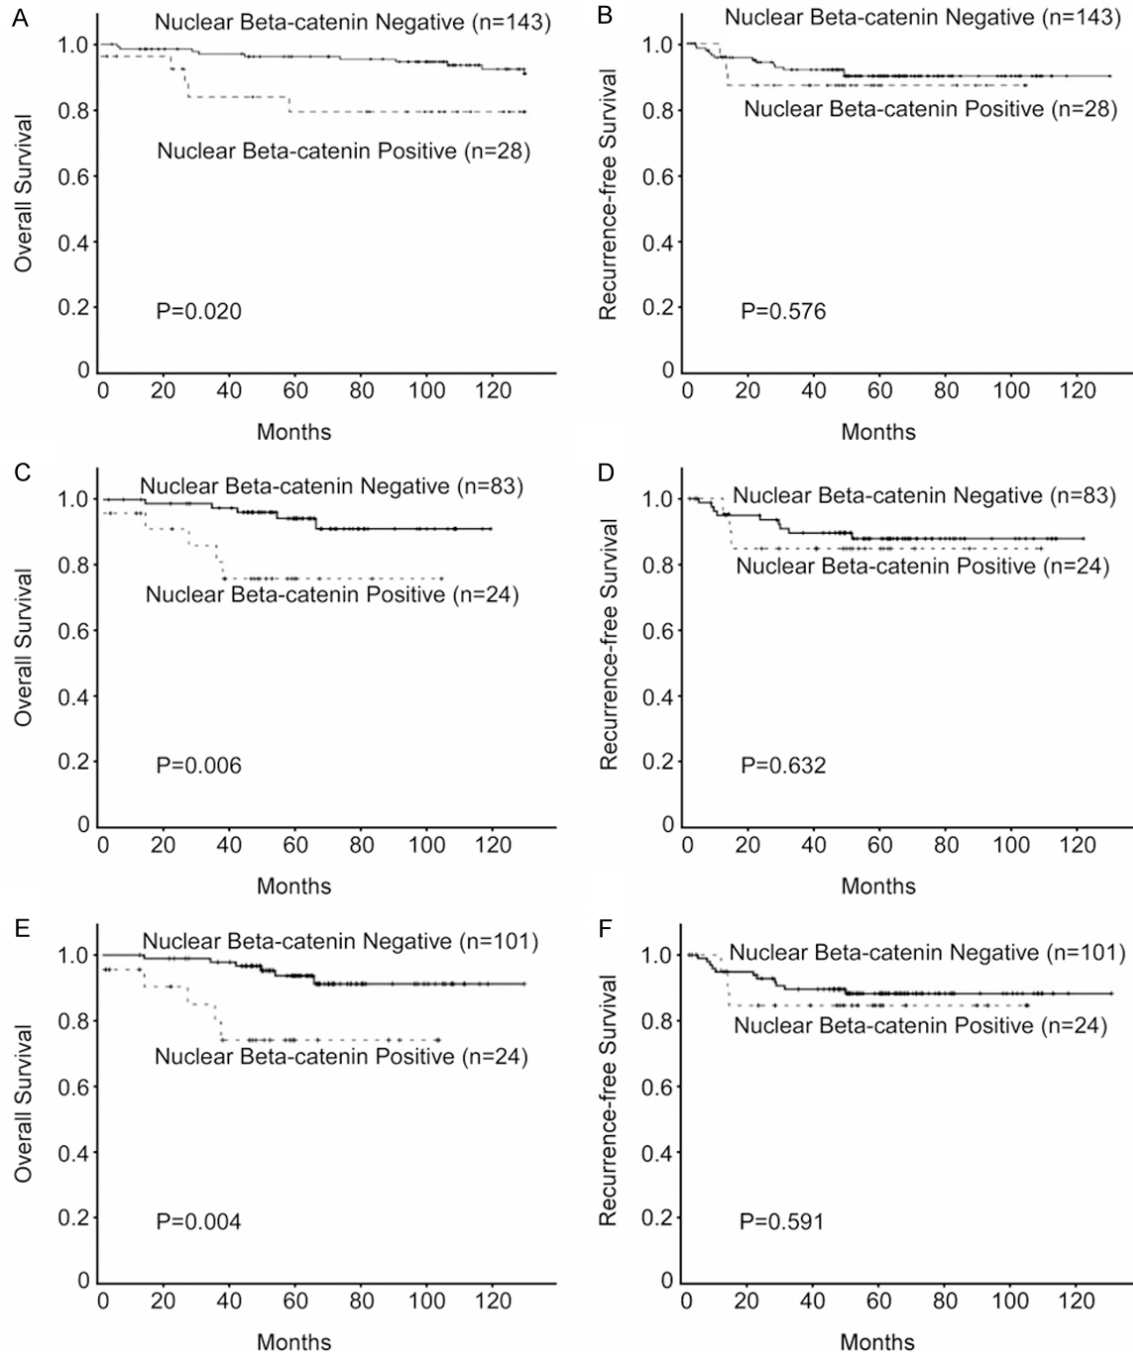 A
Nuclear Beta-catenin Negative (n=143)
1.0
0.8
0.6
0.4
0.2
0
Overall Survival
Nuclear Beta-catenin Positive (n=28)
P=0.020
0 20 40 60 80 100 120
Months
B
Nuclear Beta-catenin Negative (n=143)
1.0
0.8
0.6
0.4
0.2
0
Recurrence-free Survival
Nuclear Beta-catenin Positive (n=28)
P=0.576
0 20 40 60 80 100 120
Months
C
Nuclear Beta-catenin Negative (n=83)
1.0
0.8
0.6
0.4
0.2
0
Overall Survival
Nuclear Beta-catenin Positive (n=24)
P=0.006
0 20 40 60 80 100 120
Months
D
Nuclear Beta-catenin Negative (n=83)
1.0
0.8
0.6
0.4
0.2
0
Recurrence-free Survival
Nuclear Beta-catenin Positive (n=24)
P=0.632
0 20 40 60 80 100 120
Months
E
Nuclear Beta-catenin Negative (n=101)
1.0
0.8
0.6
0.4
0.2
0
Overall Survival
Nuclear Beta-catenin Positive (n=24)
P=0.004
0 20 40 60 80 100 120
Months
F
Nuclear Beta-catenin Negative (n=101)
1.0
0.8
0.6
0.4
0.2
0
Recurrence-free Survival
Nuclear Beta-catenin Positive (n=24)
P=0.591
0 20 40 60 80 100 120
Months